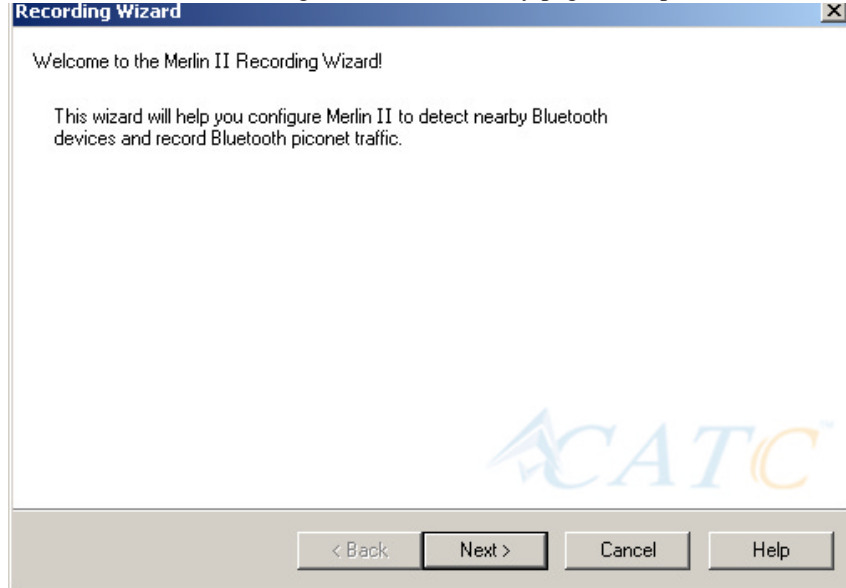 Recording Wizard
Welcome to the Merlin II Recording Wizard!
This wizard will help you configure Merlin II to detect nearby Bluetooth
devices and record Bluetooth piconet traffic.
CATC
< Back Next > Cancel Help